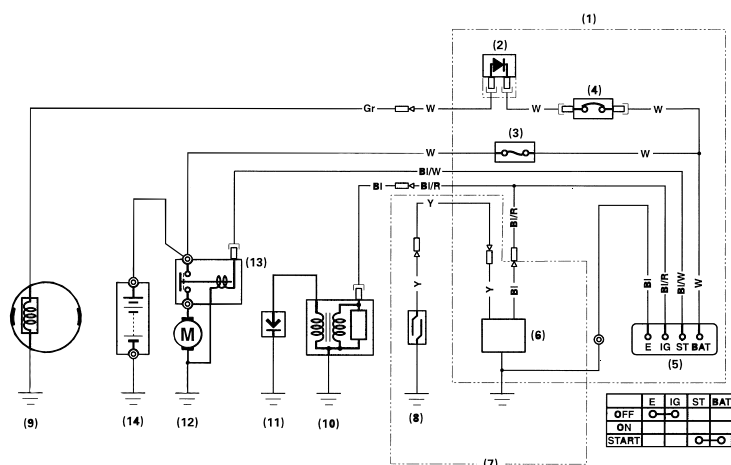 (1)
(2)
(4)
Gr W W W
(3)
W W
Bl/W
Bl Bl/R
Y
Bl/R
(13)
Y Y Bl
Bl Bl/R Bl/W W
M
(6)
E IG ST BAT
(5)
(9) (14) (12) (11) (10) (8)
(7)
E IG ST BAT
OFF
ON
START